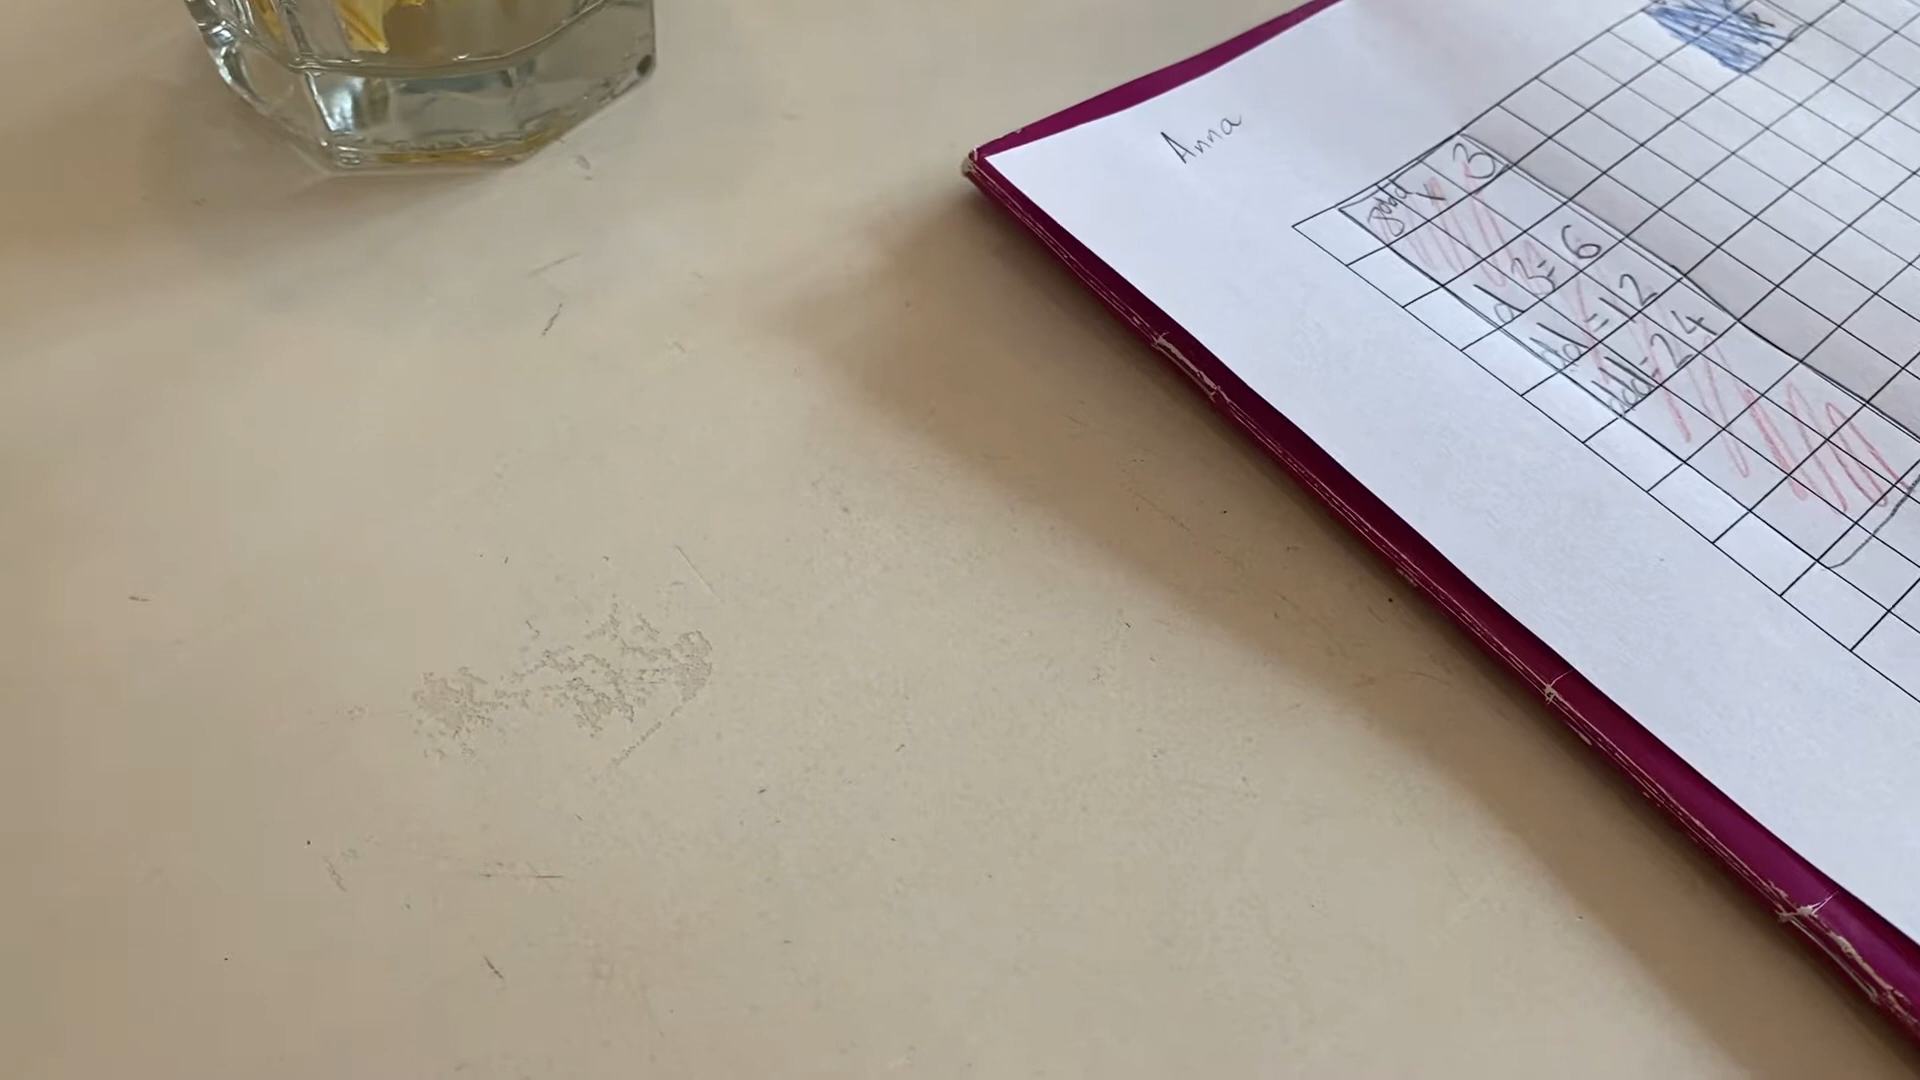 Anna
x 3
d 3= 6
dd =12
ddd=24